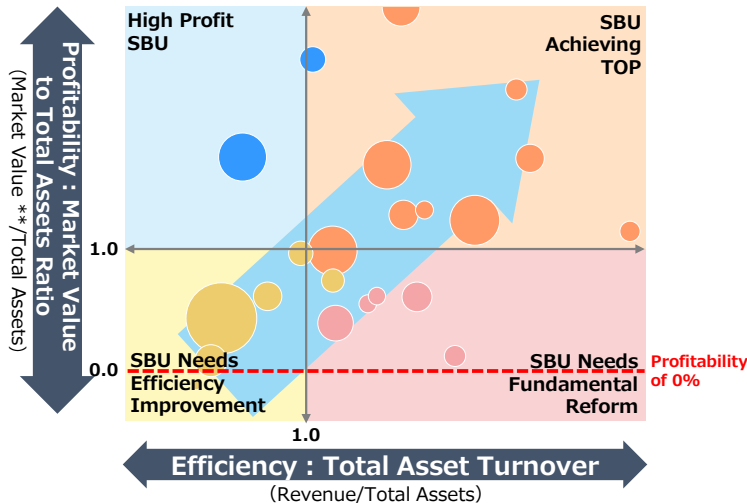 High Profit
SBU
SBU
Achieving
TOP
Profitability : Market Value
to Total Assets Ratio
(Market Value **/Total Assets)
1.0
0.0
SBU Needs
Efficiency
Improvement
SBU Needs
Fundamental
Reform
Profitability
of 0%
1.0
Efficiency : Total Asset Turnover
(Revenue/Total Assets)